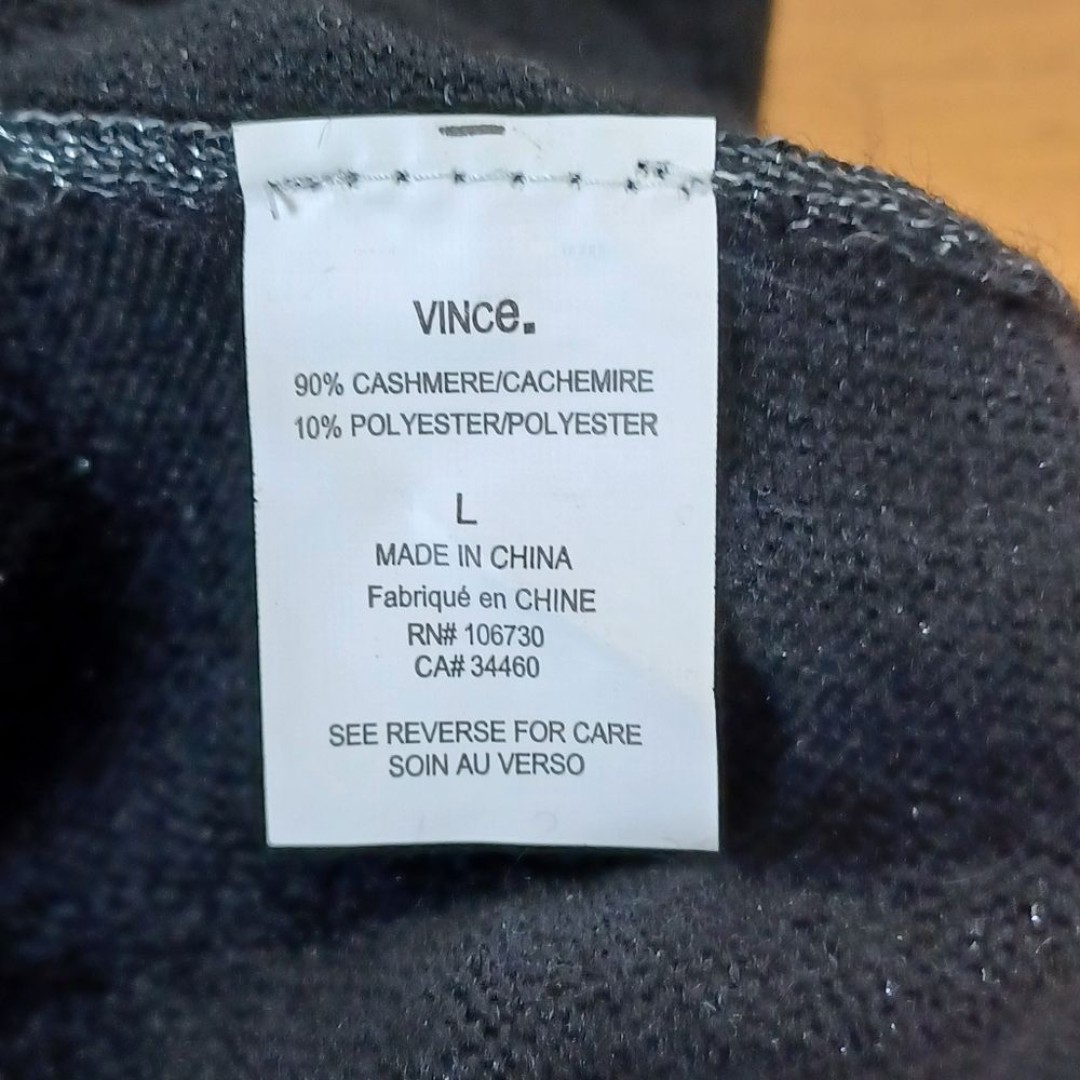 VINCe.
90% CASHMERE/CACHEMIRE
10% POLYESTER/POLYESTER
L
MADE IN CHINA
Fabriqué en CHINE
RN# 106730
CA# 34460
SEE REVERSE FOR CARE
SOIN AU VERSO